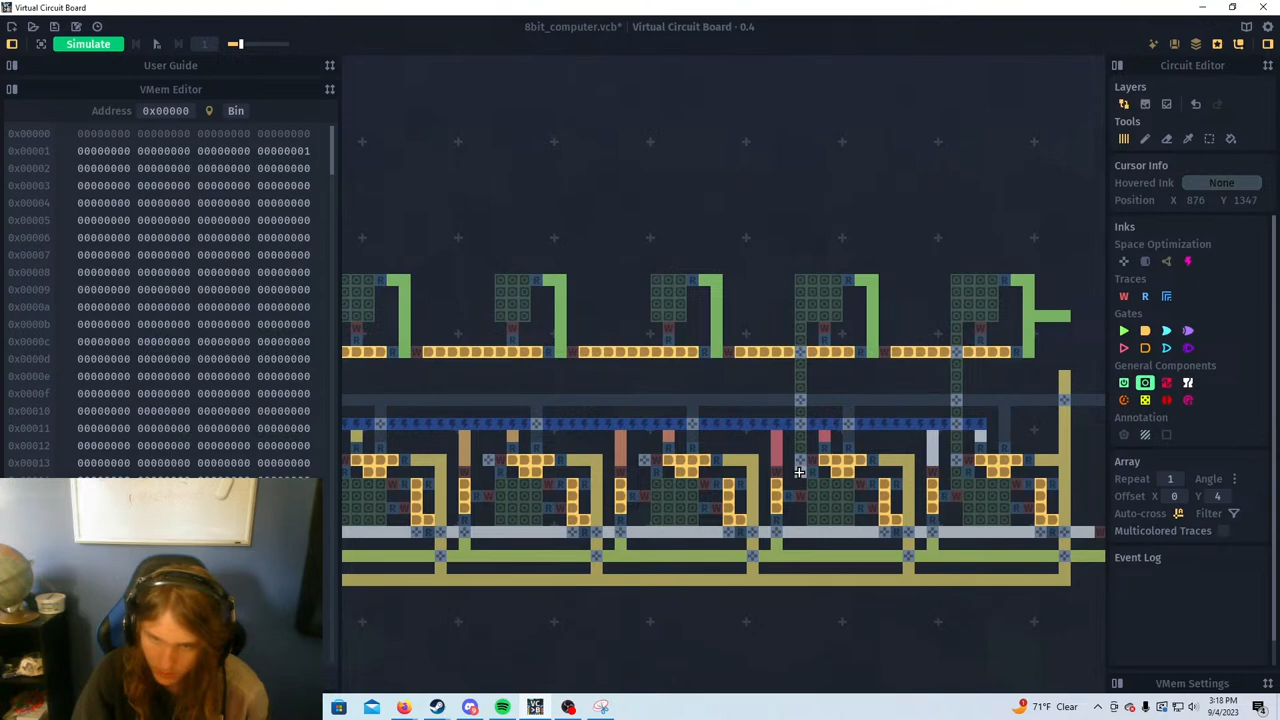 Virtual Circuit Board
8bit_computer.vcb* | Virtual Circuit Board - 0.4
Simulate
1
User Guide
VMem Editor
Address 0x00000 Bin
0x00000 00000000 00000000 00000000 00000000
0x00001 00000000 00000000 00000000 00000001
0x00002 00000000 00000000 00000000 00000000
0x00003 00000000 00000000 00000000 00000000
0x00004 00000000 00000000 00000000 00000000
0x00005 00000000 00000000 00000000 00000000
0x00006 00000000 00000000 00000000 00000000
0x00007 00000000 00000000 00000000 00000000
0x00008 00000000 00000000 00000000 00000000
0x00009 00000000 00000000 00000000 00000000
0x0000a 00000000 00000000 00000000 00000000
0x0000b 00000000 00000000 00000000 00000000
0x0000c 00000000 00000000 00000000 00000000
0x0000d 00000000 00000000 00000000 00000000
0x0000e 00000000 00000000 00000000 00000000
0x0000f 00000000 00000000 00000000 00000000
0x00010 00000000 00000000 00000000 00000000
0x00011 00000000 00000000 00000000 00000000
0x00012 00000000 00000000 00000000 00000000
0x00013 00000000 00000000 00000000 00000000
Circuit Editor
Layers
Tools
Cursor Info
Hovered Ink None
Position X 876 Y 1347
Inks
Space Optimization
Traces
W R
Gates
General Components
Annotation
Array
Repeat 1 Angle
Offset X 0 Y 4
Auto-cross Filter
Multicolored Traces
Event Log
VMem Settings
71°F Clear
3:18 PM
9/4/2023
4